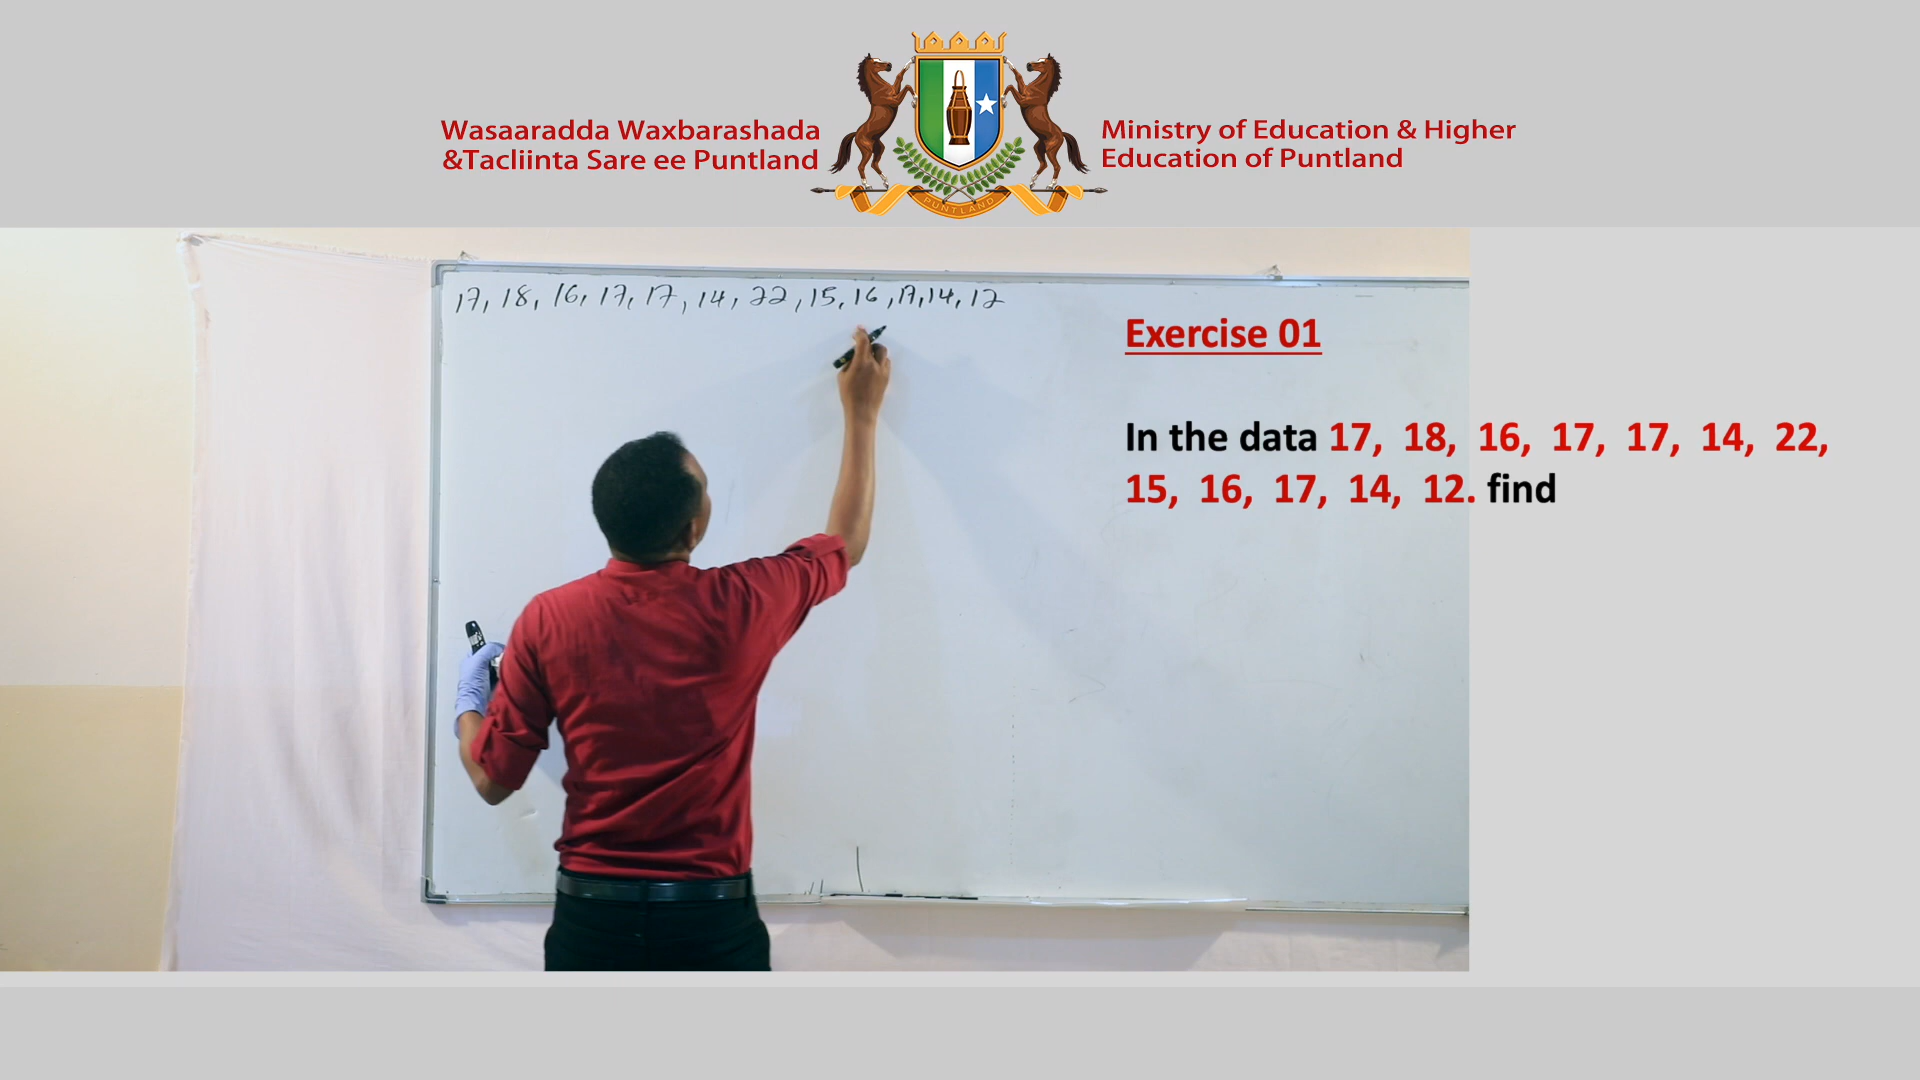 Wasaaradda Waxbarashada
&Tacliinta Sare ee Puntland
PUNTLAND
Ministry of Education & Higher
Education of Puntland
17, 18, 16, 17, 17, 14, 22, 15, 16, 17, 14, 12
Exercise 01
In the data 17, 18, 16, 17, 17, 14, 22,
15, 16, 17, 14, 12. find